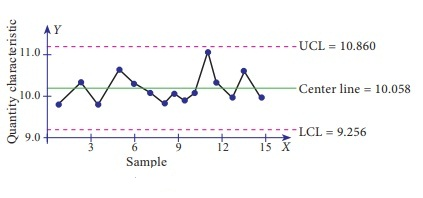 Y
Quantity characteristic
11.0
10.0
9.0
UCL = 10.860
Center line = 10.058
LCL = 9.256
3 6 9 12 15 X
Sample